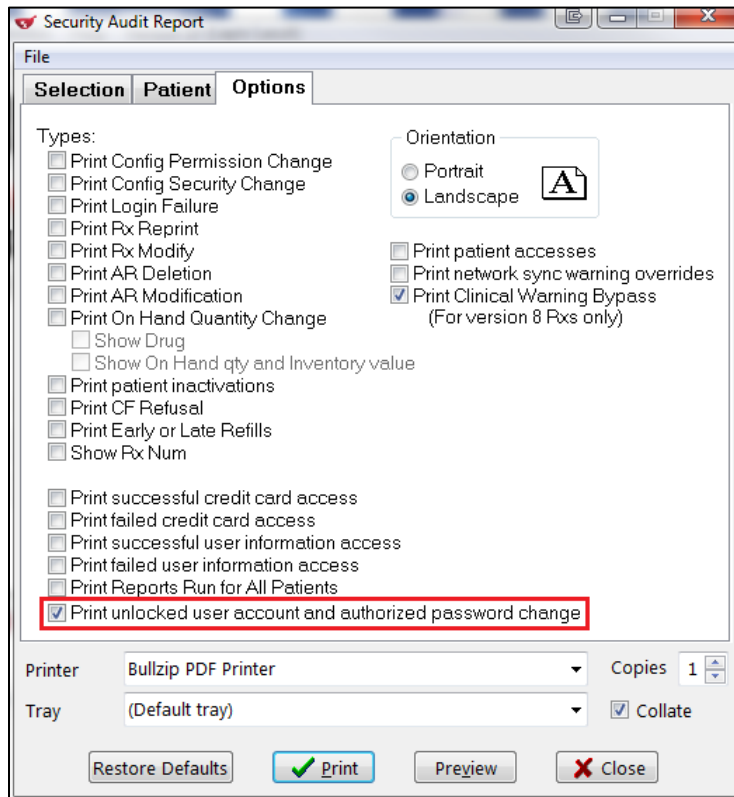 Security Audit Report
File
Selection Patient Options
Types:
Print Config Permission Change
Print Config Security Change
Print Login Failure
Print Rx Reprint
Print Rx Modify
Print AR Deletion
Print AR Modification
Print On Hand Quantity Change
Show Drug
Show On Hand qty and Inventory value
Print patient inactivations
Print CF Refusal
Print Early or Late Refills
Show Rx Num
Orientation
Portrait
Landscape
A
Print patient accesses
Print network sync warning overrides
Print Clinical Warning Bypass
(For version 8 Rxs only)
Print successful credit card access
Print failed credit card access
Print successful user information access
Print failed user information access
Print Reports Run for All Patients
Print unlocked user account and authorized password change
Printer Bullzip PDF Printer Copies 1
Tray (Default tray) Collate
Restore Defaults Print Preview Close